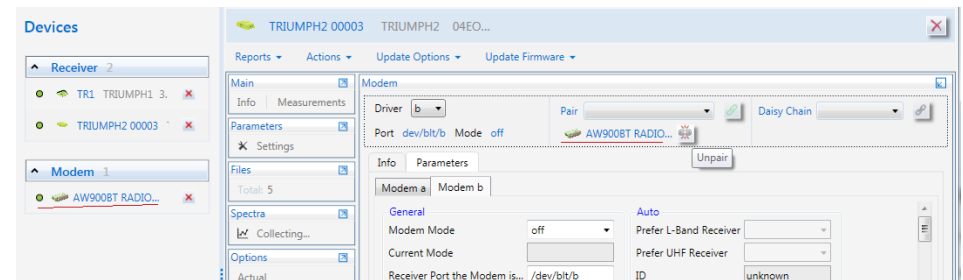 Devices
Receiver 2
TR1 TRIUMPH1 3.
TRIUMPH2 00003
Modem 1
AW900BT RADIO...
TRIUMPH2 00003 TRIUMPH2 04EO...
Reports Actions Update Options Update Firmware
Main
Info Measurements
Parameters
Settings
Files
Total: 5
Spectra
Collecting...
Options
Actual
Modem
Driver b Pair Daisy Chain
Port dev/blt/b Mode off AW900BT RADIO...
Unpair
Info Parameters
Modem a Modem b
General Auto
Modem Mode off Prefer L-Band Receiver
Current Mode Prefer UHF Receiver
Receiver Port the Modem is... /dev/blt/b ID unknown